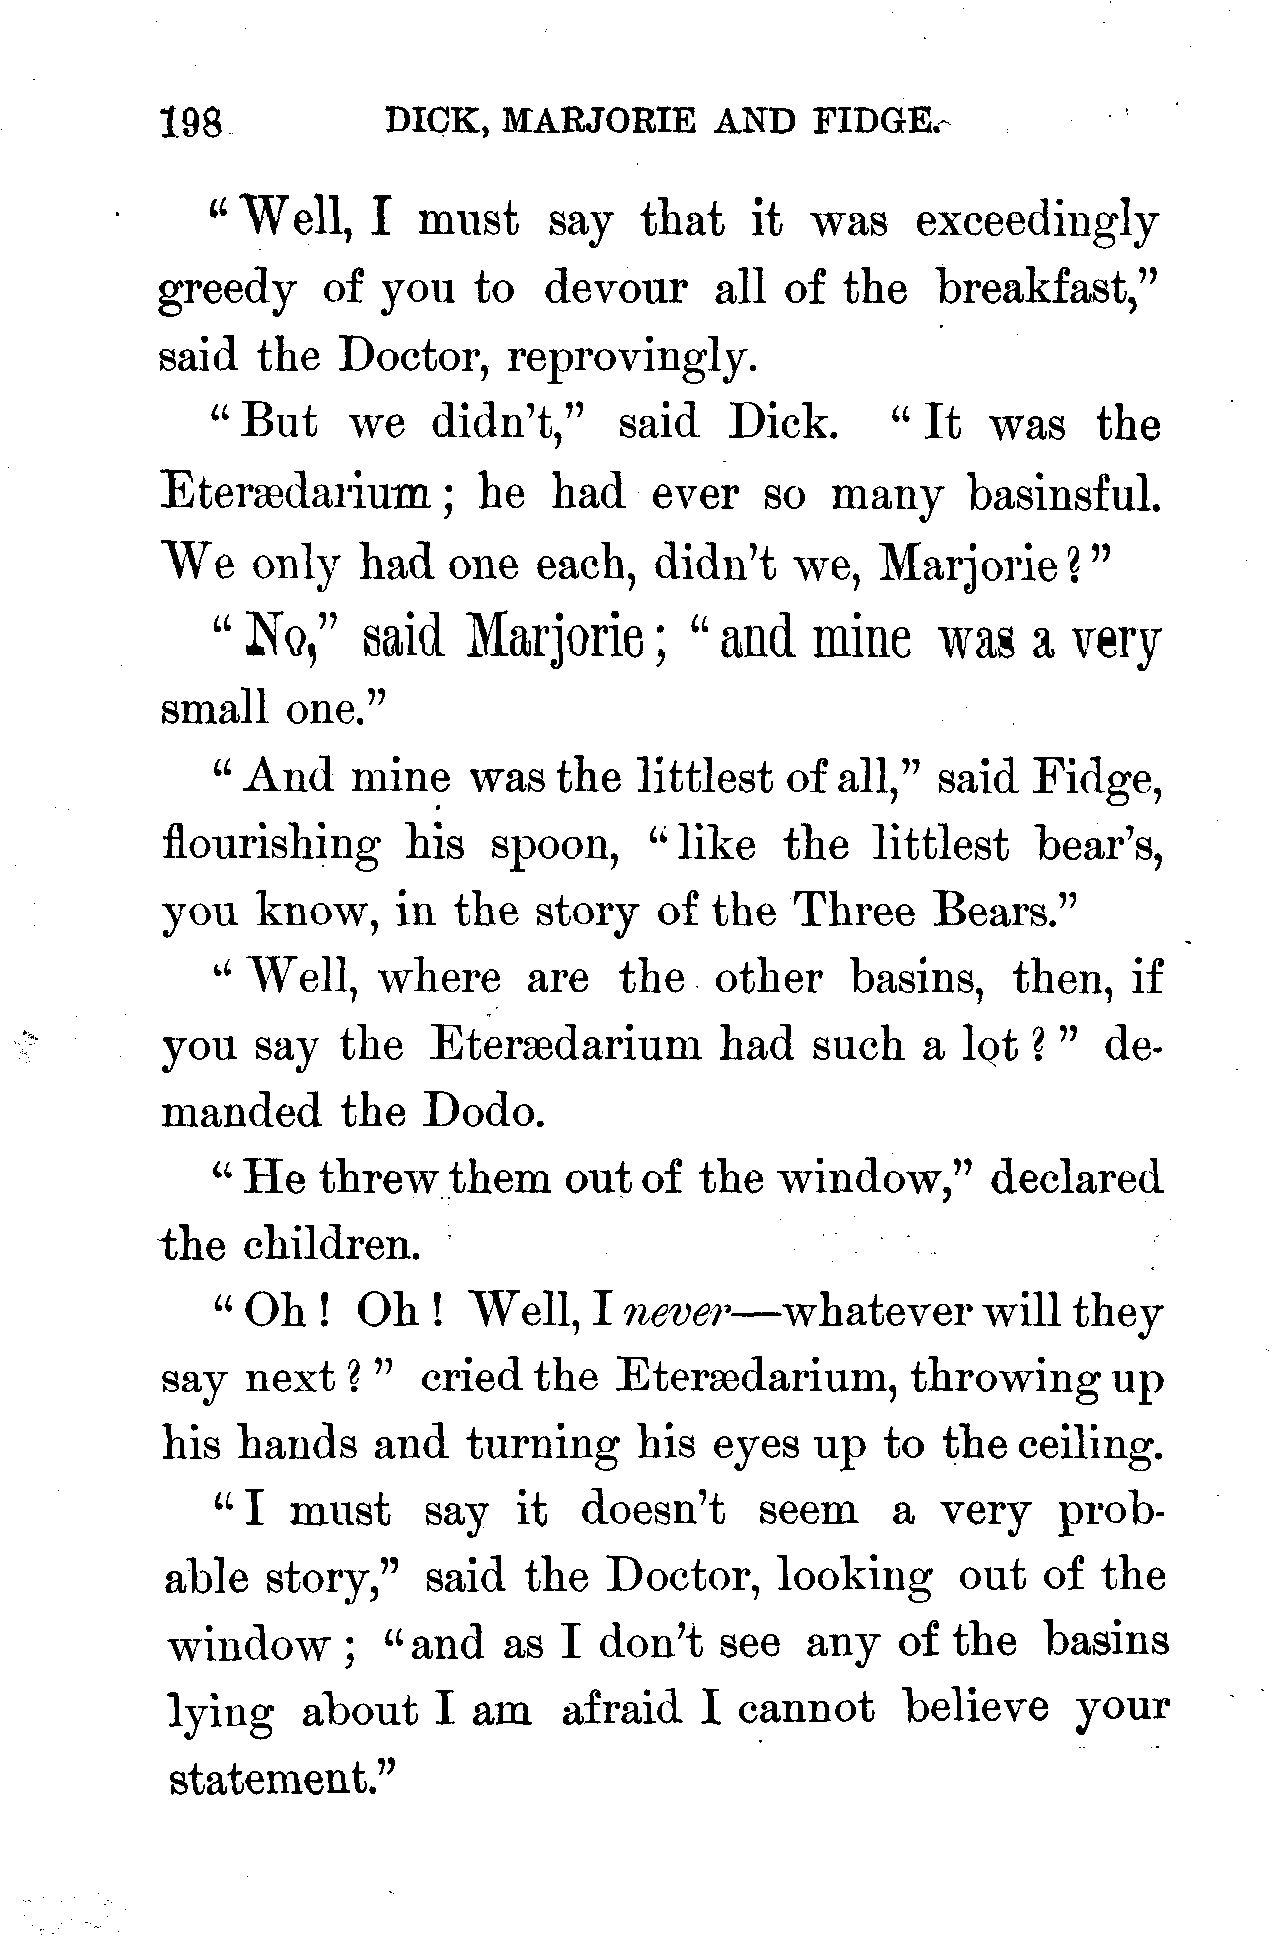 198 DICK, MARJORIE AND FIDGE.
“Well, I must say that it was exceedingly
greedy of you to devour all of the breakfast,”
said the Doctor, reprovingly.
“But we didn’t,” said Dick. “It was the
Eterædarium; he had ever so many basinsful.
We only had one each, didn’t we, Marjorie?”
“No,” said Marjorie; “and mine was a very
small one.”
“And mine was the littlest of all,” said Fidge,
flourishing his spoon, “like the littlest bear’s,
you know, in the story of the Three Bears.”
“Well, where are the other basins, then, if
you say the Eterædarium had such a lot?” de-
manded the Dodo.
“He threw them out of the window,” declared
the children.
“Oh! Oh! Well, I never—whatever will they
say next?” cried the Eterædarium, throwing up
his hands and turning his eyes up to the ceiling.
“I must say it doesn’t seem a very prob-
able story,” said the Doctor, looking out of the
window; “and as I don’t see any of the basins
lying about I am afraid I cannot believe your
statement.”